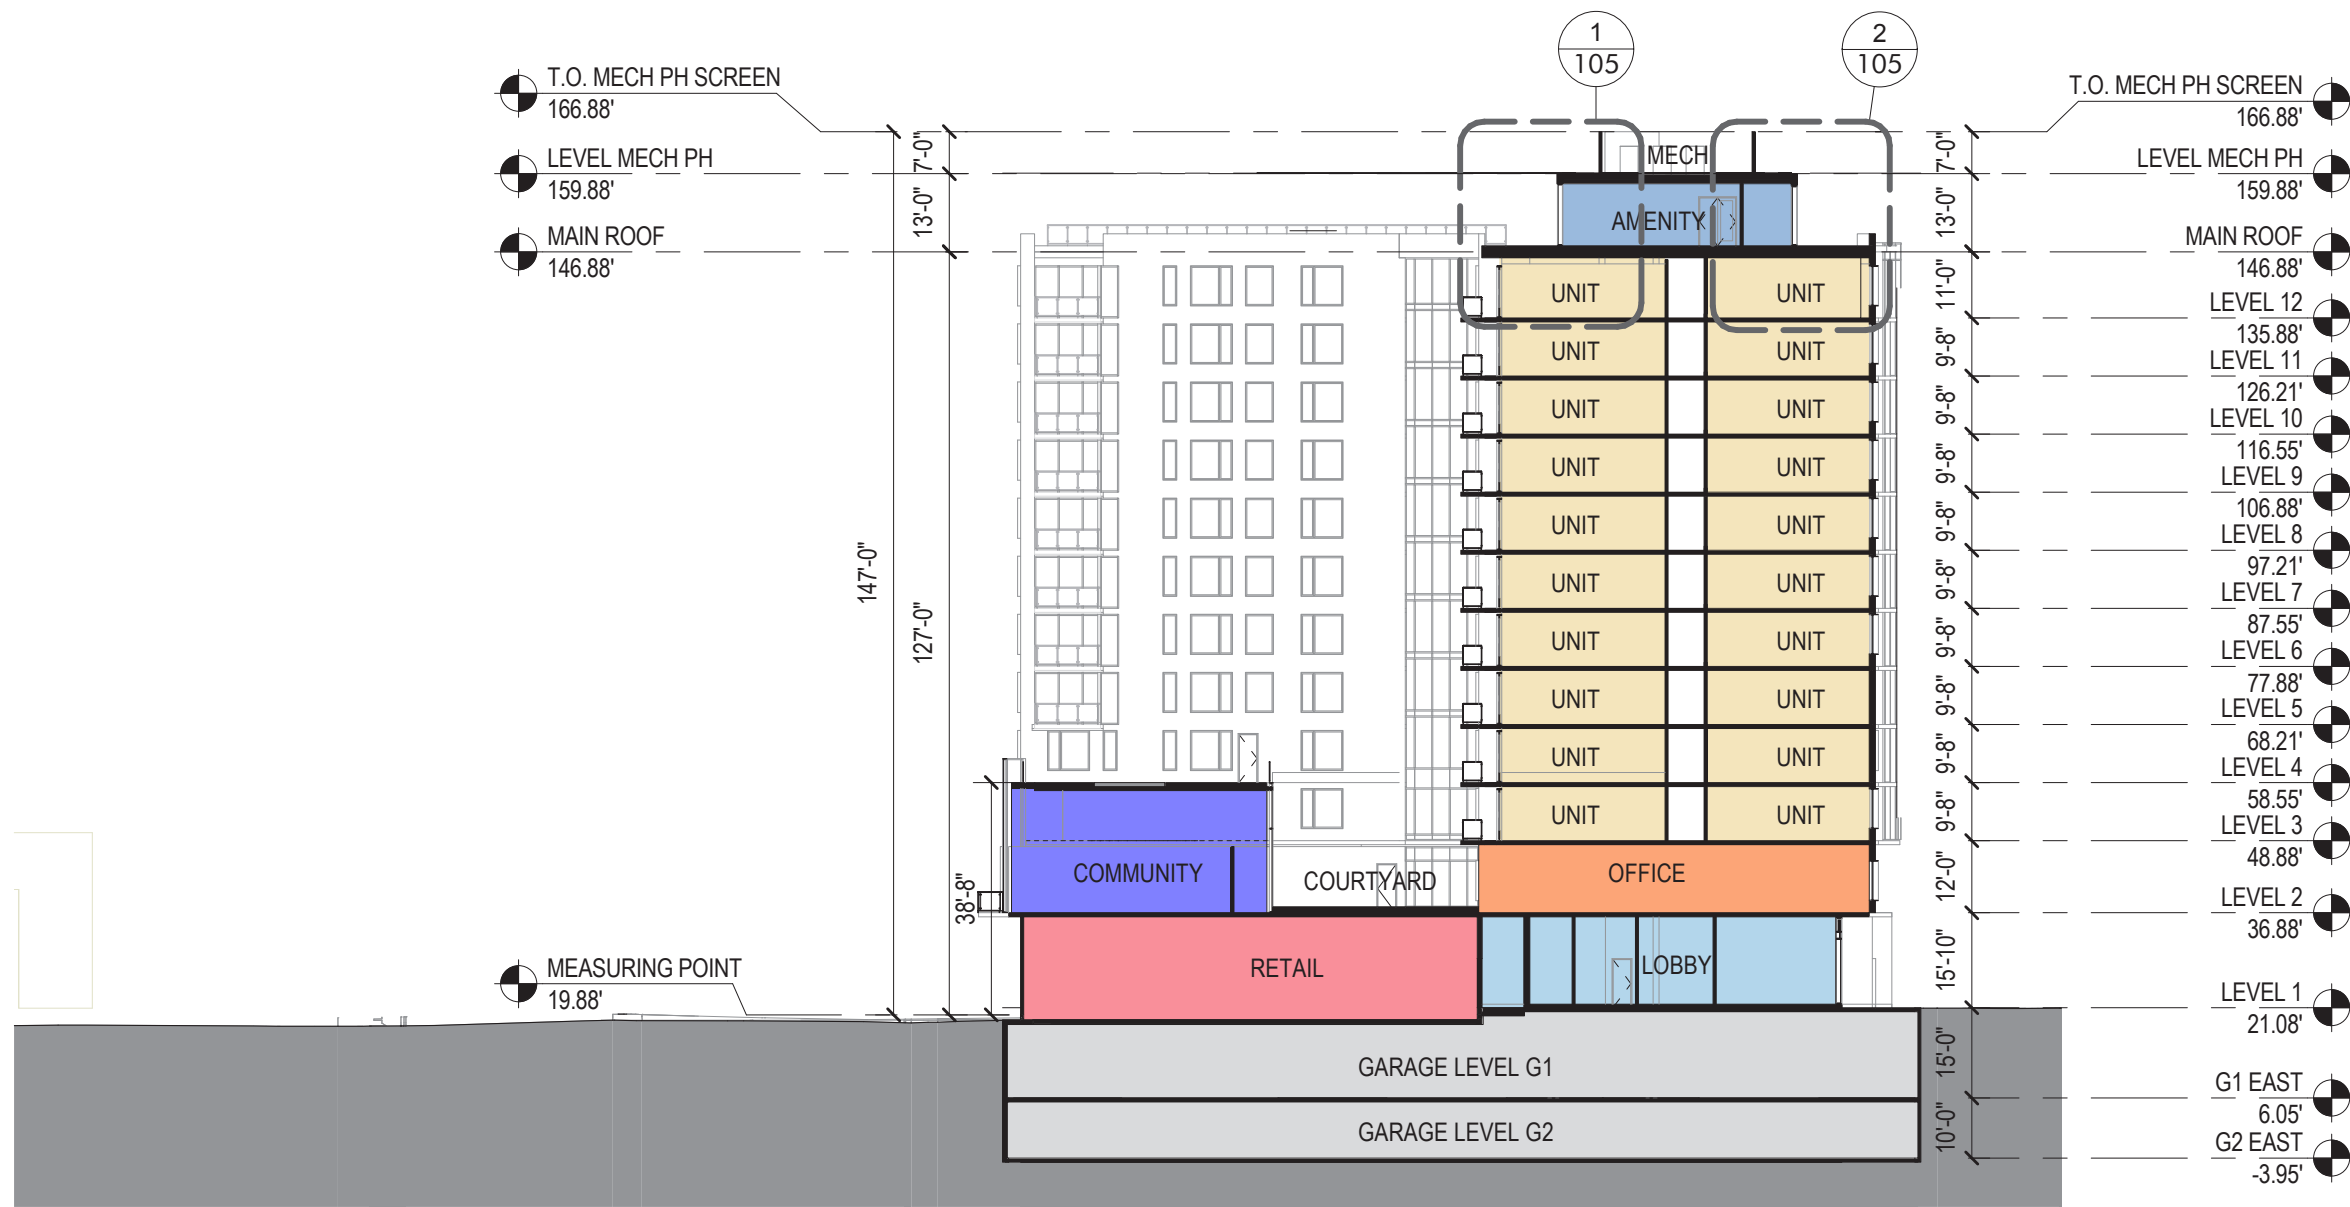 1
105
2
105
T.O. MECH PH SCREEN
166.88'
LEVEL MECH PH
159.88'
MAIN ROOF
146.88'
MEASURING POINT
19.88'
7'-0"
13'-0"
147'-0"
127'-0"
38'-8"
MECH
AMENITY
UNIT UNIT
UNIT UNIT
UNIT UNIT
UNIT UNIT
UNIT UNIT
UNIT UNIT
UNIT UNIT
UNIT UNIT
UNIT UNIT
UNIT UNIT
COMMUNITY
COURTYARD
OFFICE
RETAIL
LOBBY
GARAGE LEVEL G1
GARAGE LEVEL G2
7'-0"
13'-0"
11'-0"
9'-8"
9'-8"
9'-8"
9'-8"
9'-8"
9'-8"
9'-8"
9'-8"
9'-8"
12'-0"
15'-10"
15'-0"
10'-0"
T.O. MECH PH SCREEN
166.88'
LEVEL MECH PH
159.88'
MAIN ROOF
146.88'
LEVEL 12
135.88'
LEVEL 11
126.21'
LEVEL 10
116.55'
LEVEL 9
106.88'
LEVEL 8
97.21'
LEVEL 7
87.55'
LEVEL 6
77.88'
LEVEL 5
68.21'
LEVEL 4
58.55'
LEVEL 3
48.88'
LEVEL 2
36.88'
LEVEL 1
21.08'
G1 EAST
6.05'
G2 EAST
-3.95'